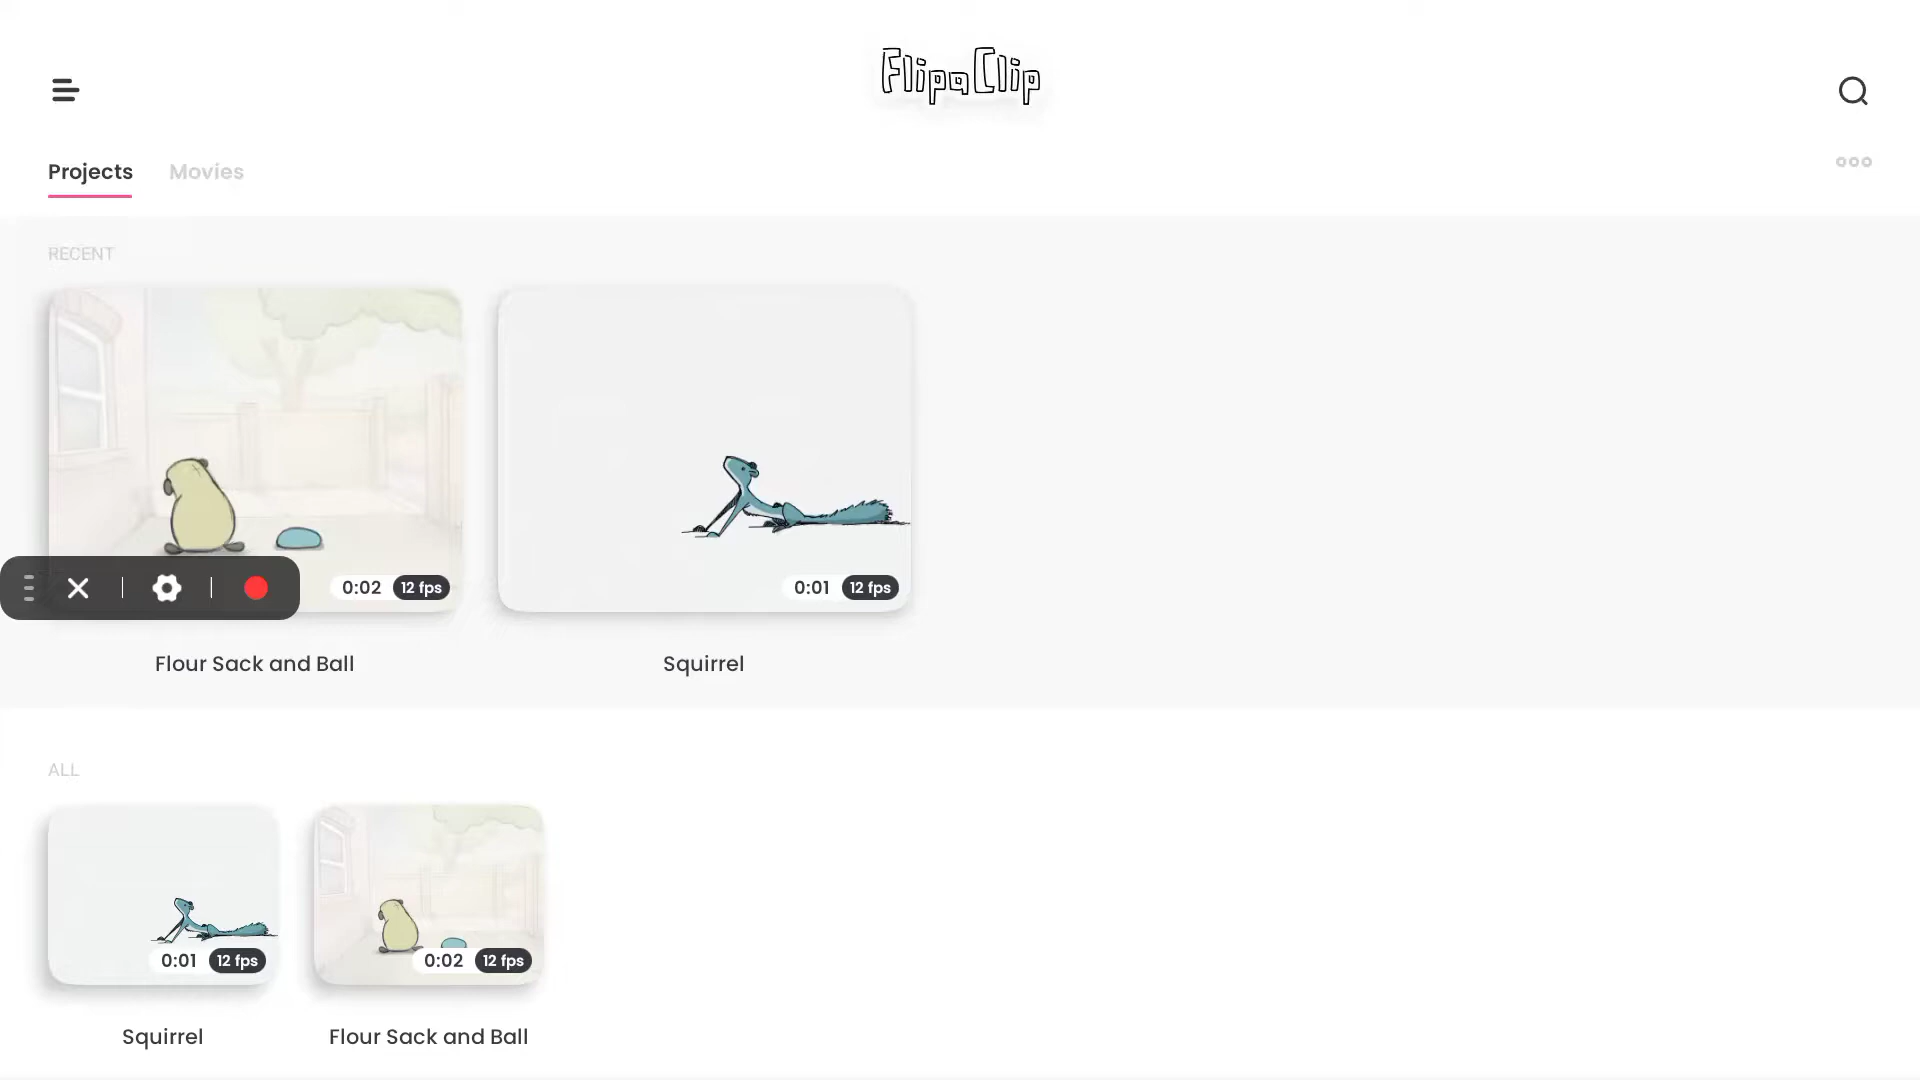 FlipaClip
Projects Movies
RECENT
0:02 12 fps
0:01 12 fps
Flour Sack and Ball
Squirrel
ALL
0:01 12 fps
0:02 12 fps
Squirrel
Flour Sack and Ball